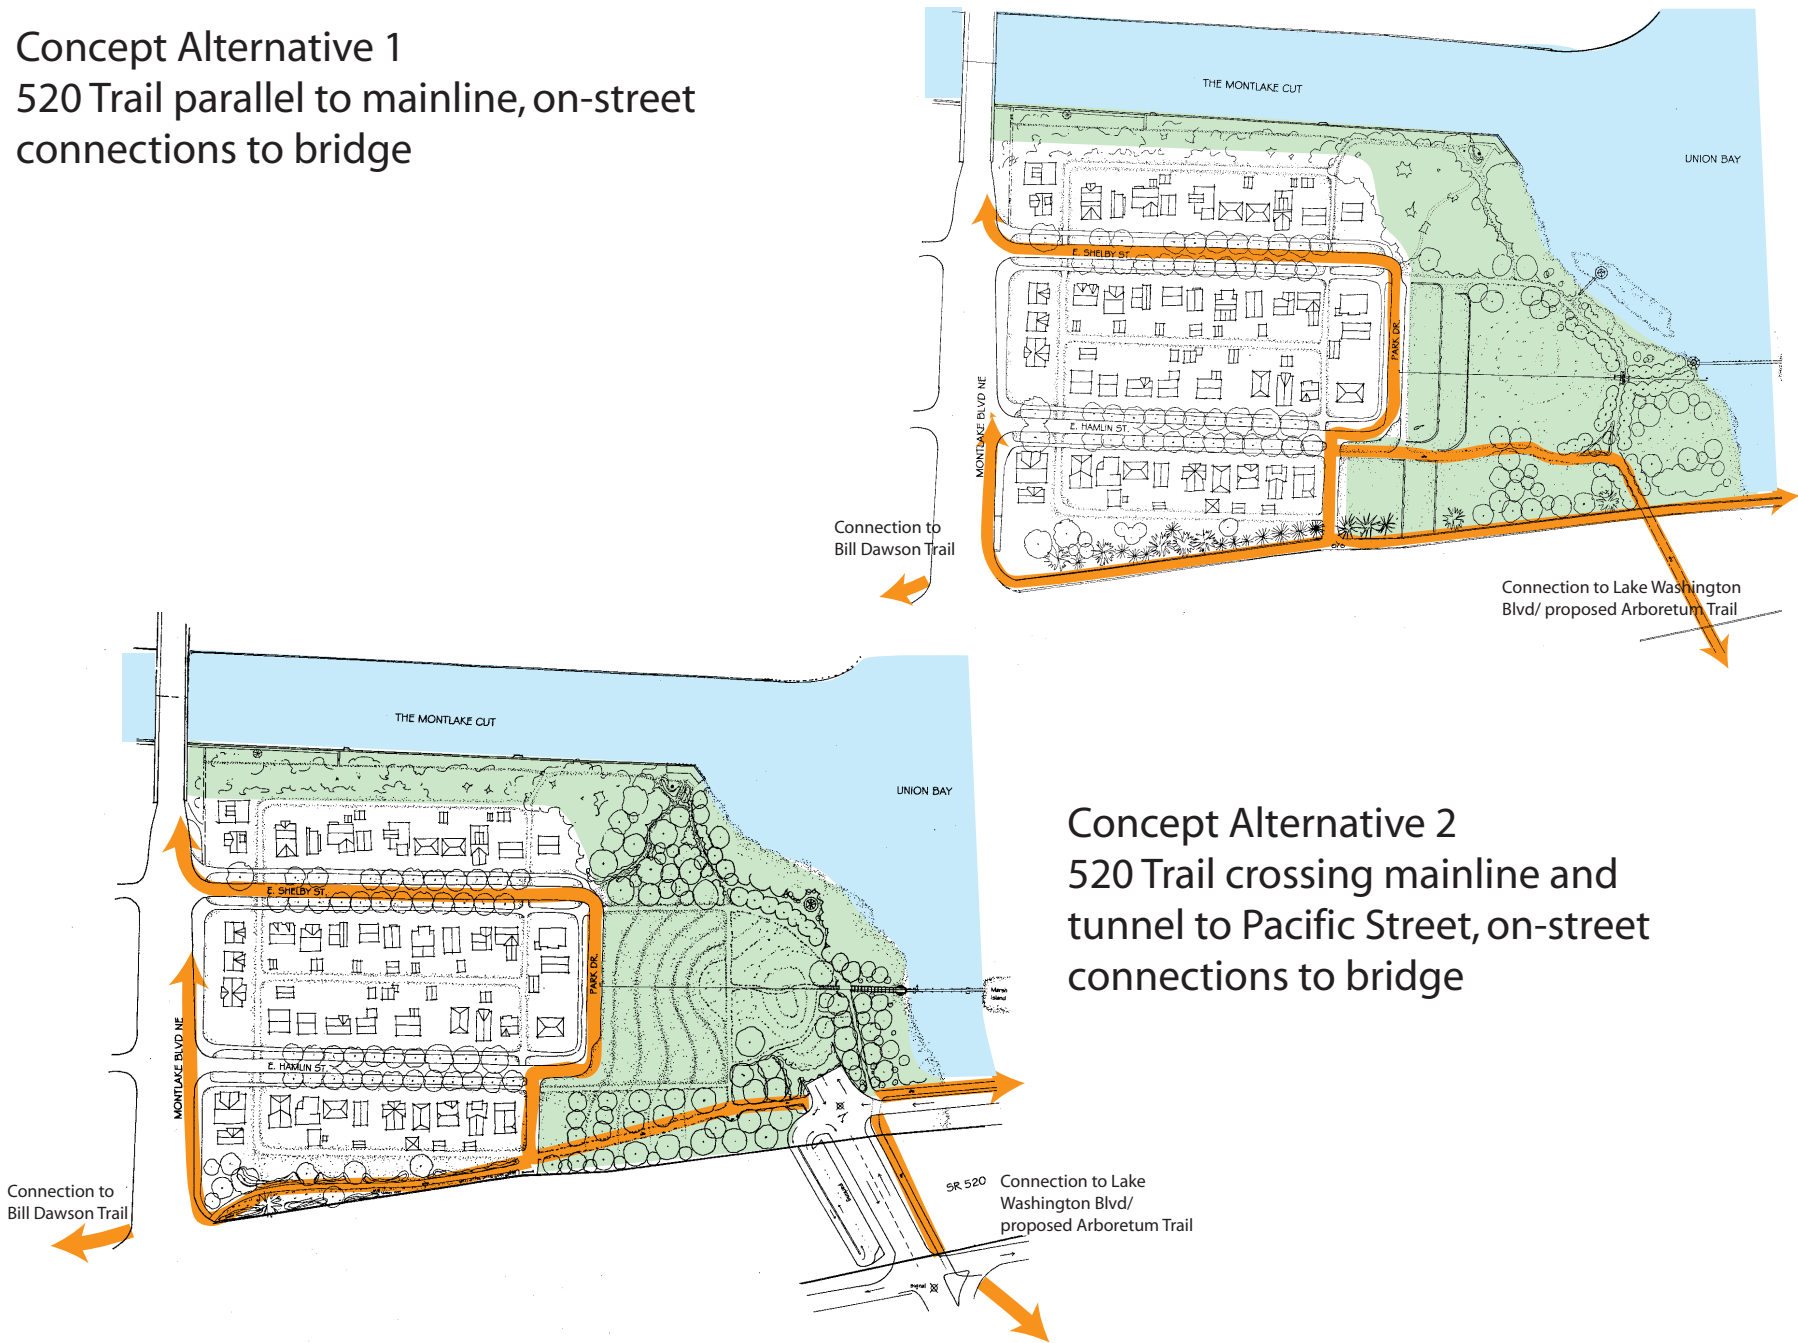 Concept Alternative 1
520 Trail parallel to mainline, on-street
connections to bridge
THE MONTLAKE CUT
UNION BAY
E. SHELBY ST.
PARK DR.
MONTLAKE BLVD NE
E. HAMLIN ST.
Connection to
Bill Dawson Trail
Connection to Lake Washington
Blvd/ proposed Arboretum Trail
THE MONTLAKE CUT
UNION BAY
Concept Alternative 2
520 Trail crossing mainline and
tunnel to Pacific Street, on-street
connections to bridge
E. SHELBY ST.
PARK DR.
Marsh
Island
MONTLAKE BLVD NE
E. HAMLIN ST.
Connection to
Bill Dawson Trail
parking
SR 520
Connection to Lake
Washington Blvd/
proposed Arboretum Trail
signal